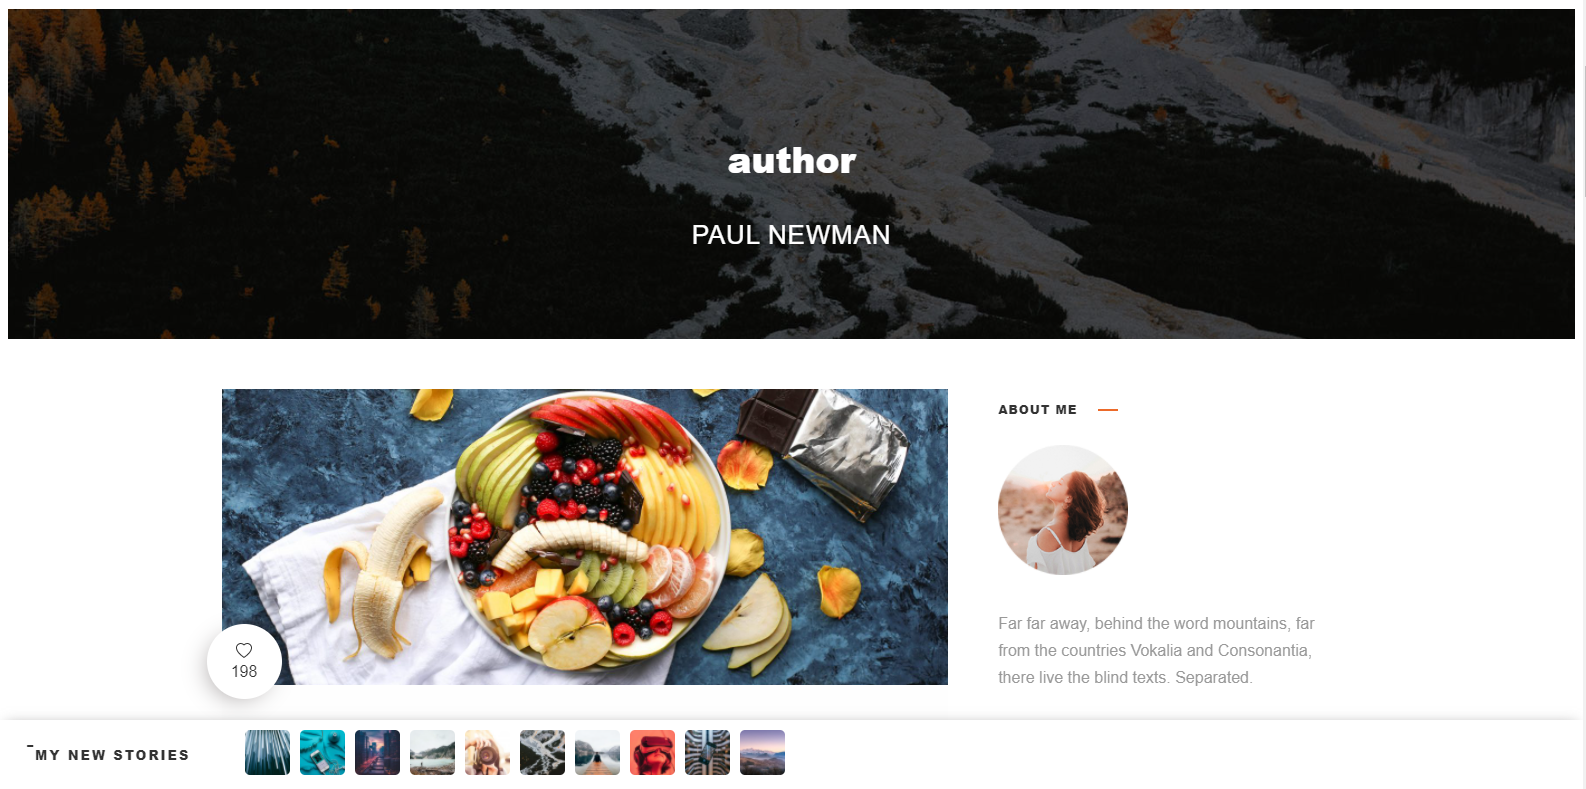 author
PAUL NEWMAN
ABOUT ME
Far far away, behind the word mountains, far
from the countries Vokalia and Consonantia,
there live the blind texts. Separated.
198
MY NEW STORIES